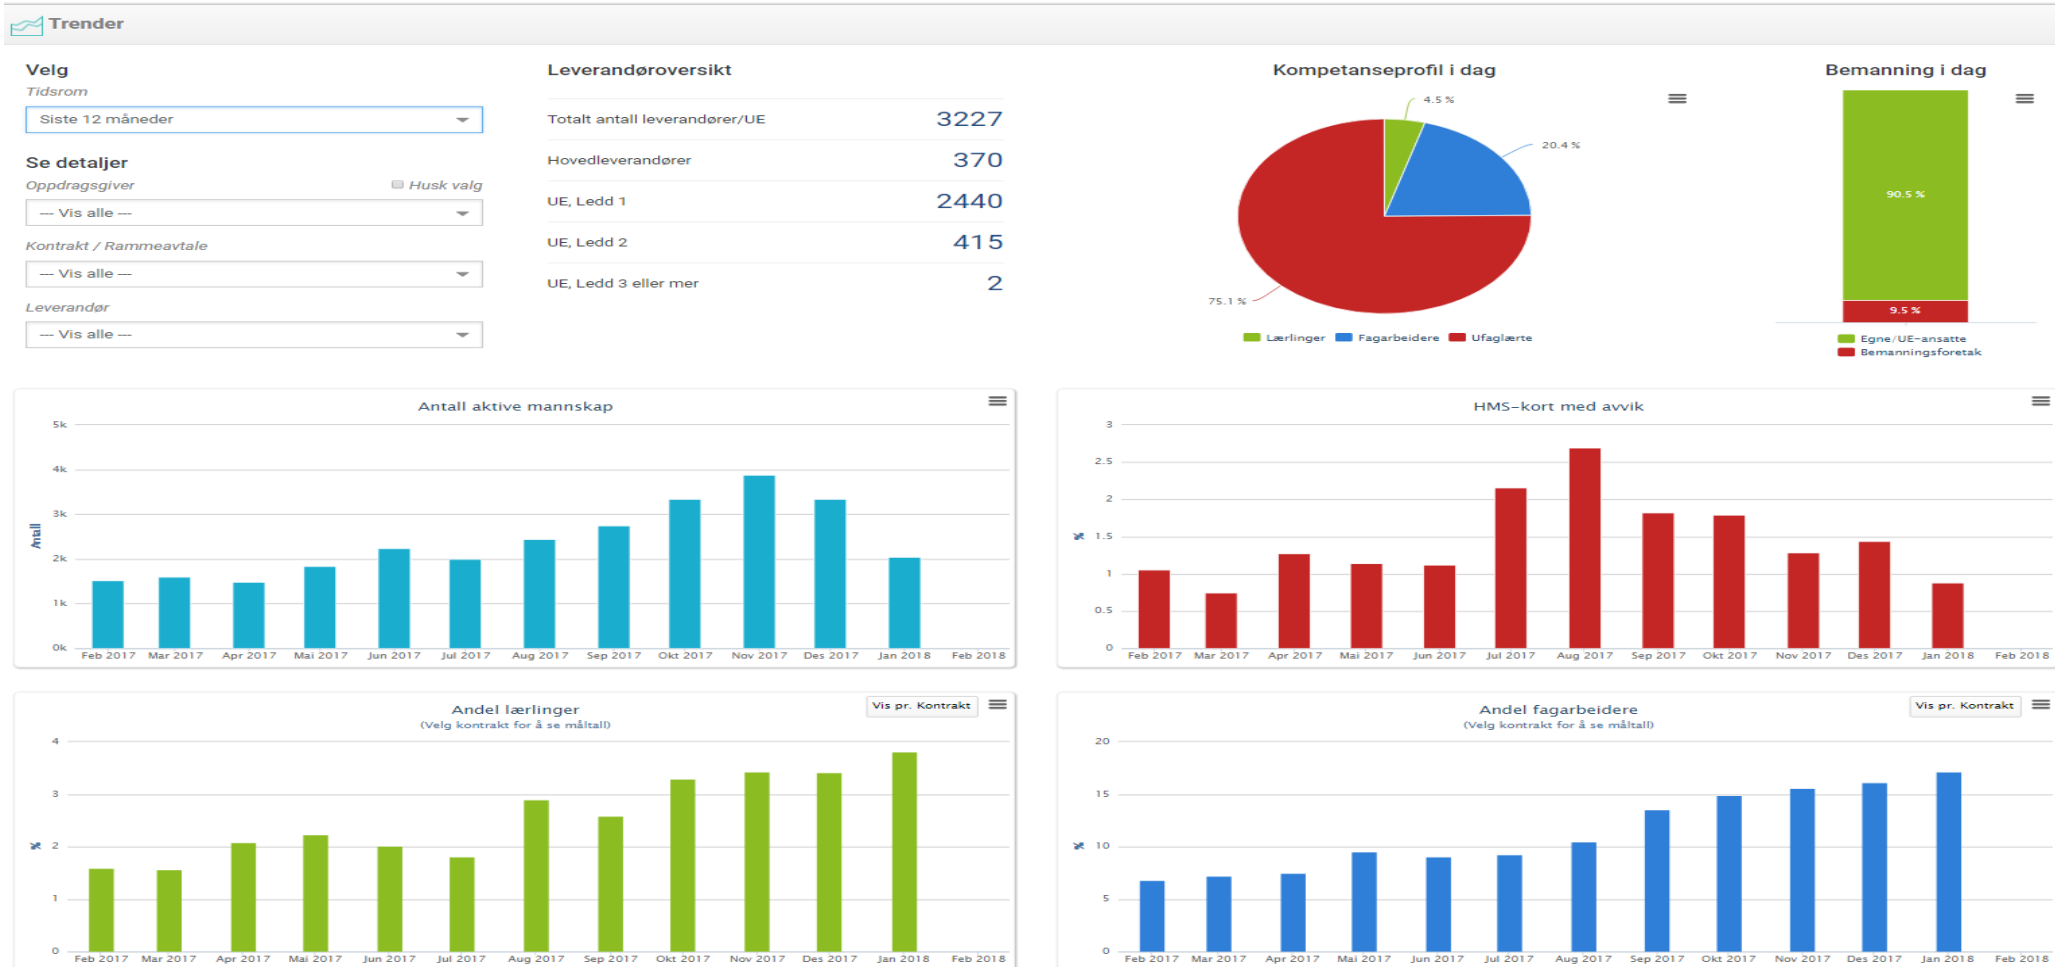 Trender
Velg
Tidsrom
Siste 12 måneder
Se detaljer
Oppdragsgiver
Husk valg
--- Vis alle ---
Kontrakt / Rammeavtale
--- Vis alle ---
Leverandør
--- Vis alle ---
Leverandøroversikt
Totalt antall leverandører/UE 3227
Hovedleverandører 370
UE, Ledd 1 2440
UE, Ledd 2 415
UE, Ledd 3 eller mer 2
Kompetanseprofil i dag
4.5 %
20.4 %
75.1 %
Lærlinger Fagarbeidere Ufaglærte
Bemanning i dag
90.5 %
9.5 %
Egne/UE-ansatte
Bemanningsforetak
Antall aktive mannskap
5k
4k
3k
2k
1k
0k
Antall
Feb 2017 Mar 2017 Apr 2017 Mai 2017 Jun 2017 Jul 2017 Aug 2017 Sep 2017 Okt 2017 Nov 2017 Des 2017 Jan 2018 Feb 2018
HMS-kort med avvik
3
2.5
2
1.5
1
0.5
0
%
Feb 2017 Mar 2017 Apr 2017 Mai 2017 Jun 2017 Jul 2017 Aug 2017 Sep 2017 Okt 2017 Nov 2017 Des 2017 Jan 2018 Feb 2018
Andel lærlinger
(Velg kontrakt for å se måltall)
Vis pr. Kontrakt
4
3
2
1
0
%
Feb 2017 Mar 2017 Apr 2017 Mai 2017 Jun 2017 Jul 2017 Aug 2017 Sep 2017 Okt 2017 Nov 2017 Des 2017 Jan 2018 Feb 2018
Andel fagarbeidere
(Velg kontrakt for å se måltall)
Vis pr. Kontrakt
20
15
10
5
0
%
Feb 2017 Mar 2017 Apr 2017 Mai 2017 Jun 2017 Jul 2017 Aug 2017 Sep 2017 Okt 2017 Nov 2017 Des 2017 Jan 2018 Feb 2018